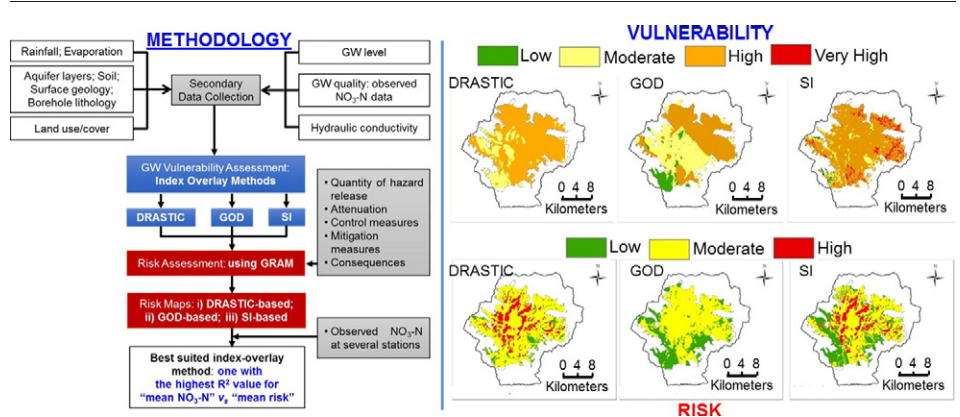 METHODOLOGY
Rainfall; Evaporation
Aquifer layers; Soil;
Surface geology;
Borehole lithology
Land use/cover
Secondary
Data Collection
GW level
GW quality: observed
NO3-N data
Hydraulic conductivity
GW Vulnerability Assessment:
Index Overlay Methods
DRASTIC
GOD
SI
Risk Assessment: using GRAM
• Quantity of hazard
release
• Attenuation
• Control measures
• Mitigation
measures
• Consequences
Risk Maps: i) DRASTIC-based;
ii) GOD-based; iii) SI-based
• Observed NO3-N
at several stations
Best suited index-overlay
method: one with
the highest R2 value for
“mean NO3-N” vs “mean risk”
VULNERABILITY
Low Moderate High Very High
DRASTIC
GOD
SI
0 4 8
Kilometers
0 4 8
Kilometers
0 4 8
Kilometers
Low Moderate High
DRASTIC
GOD
SI
0 4 8
Kilometers
0 4 8
Kilometers
0 4 8
Kilometers
RISK